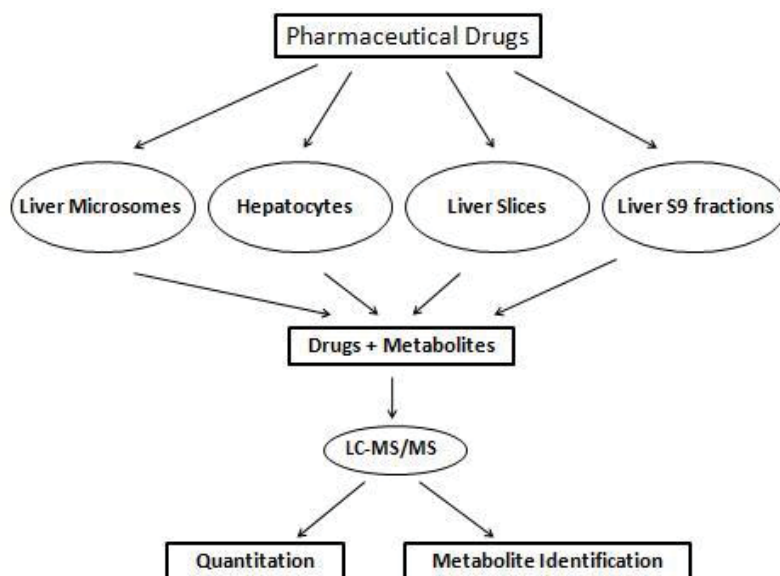 Pharmaceutical Drugs
Liver Microsomes
Hepatocytes
Liver Slices
Liver S9 fractions
Drugs + Metabolites
LC-MS/MS
Quantitation
Metabolite Identification